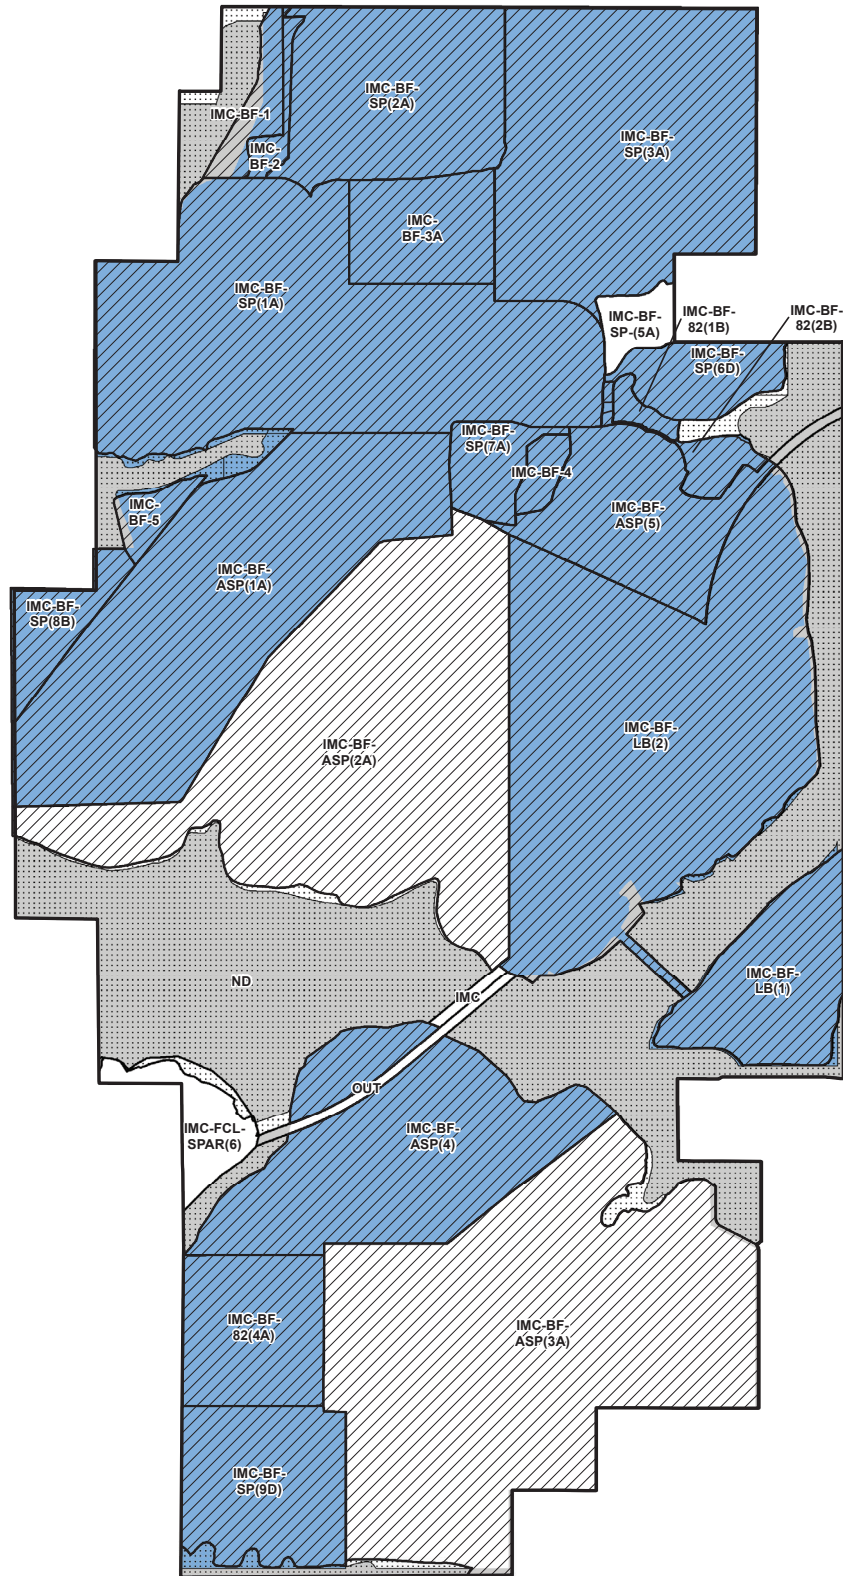 IMC-BF-
SP(2A)
IMC-BF-1
IMC-BF-
SP(3A)
IMC-
BF-2
IMC-
BF-3A
IMC-BF-
SP(1A)
IMC-BF-
SP-(5A)
IMC-BF-
82(1B)
IMC-BF-
82(2B)
IMC-BF-
SP(6D)
IMC-BF-
SP(7A)
IMC-BF-4
IMC-
BF-5
IMC-BF-
ASP(5)
IMC-BF-
ASP(1A)
IMC-BF-
SP(8B)
IMC-BF-
ASP(2A)
IMC-BF-
LB(2)
ND
IMC
IMC-BF-
LB(1)
OUT
IMC-FCL-
SPAR(6)
IMC-BF-
ASP(4)
IMC-BF-
82(4A)
IMC-BF-
ASP(3A)
IMC-BF-
SP(9D)